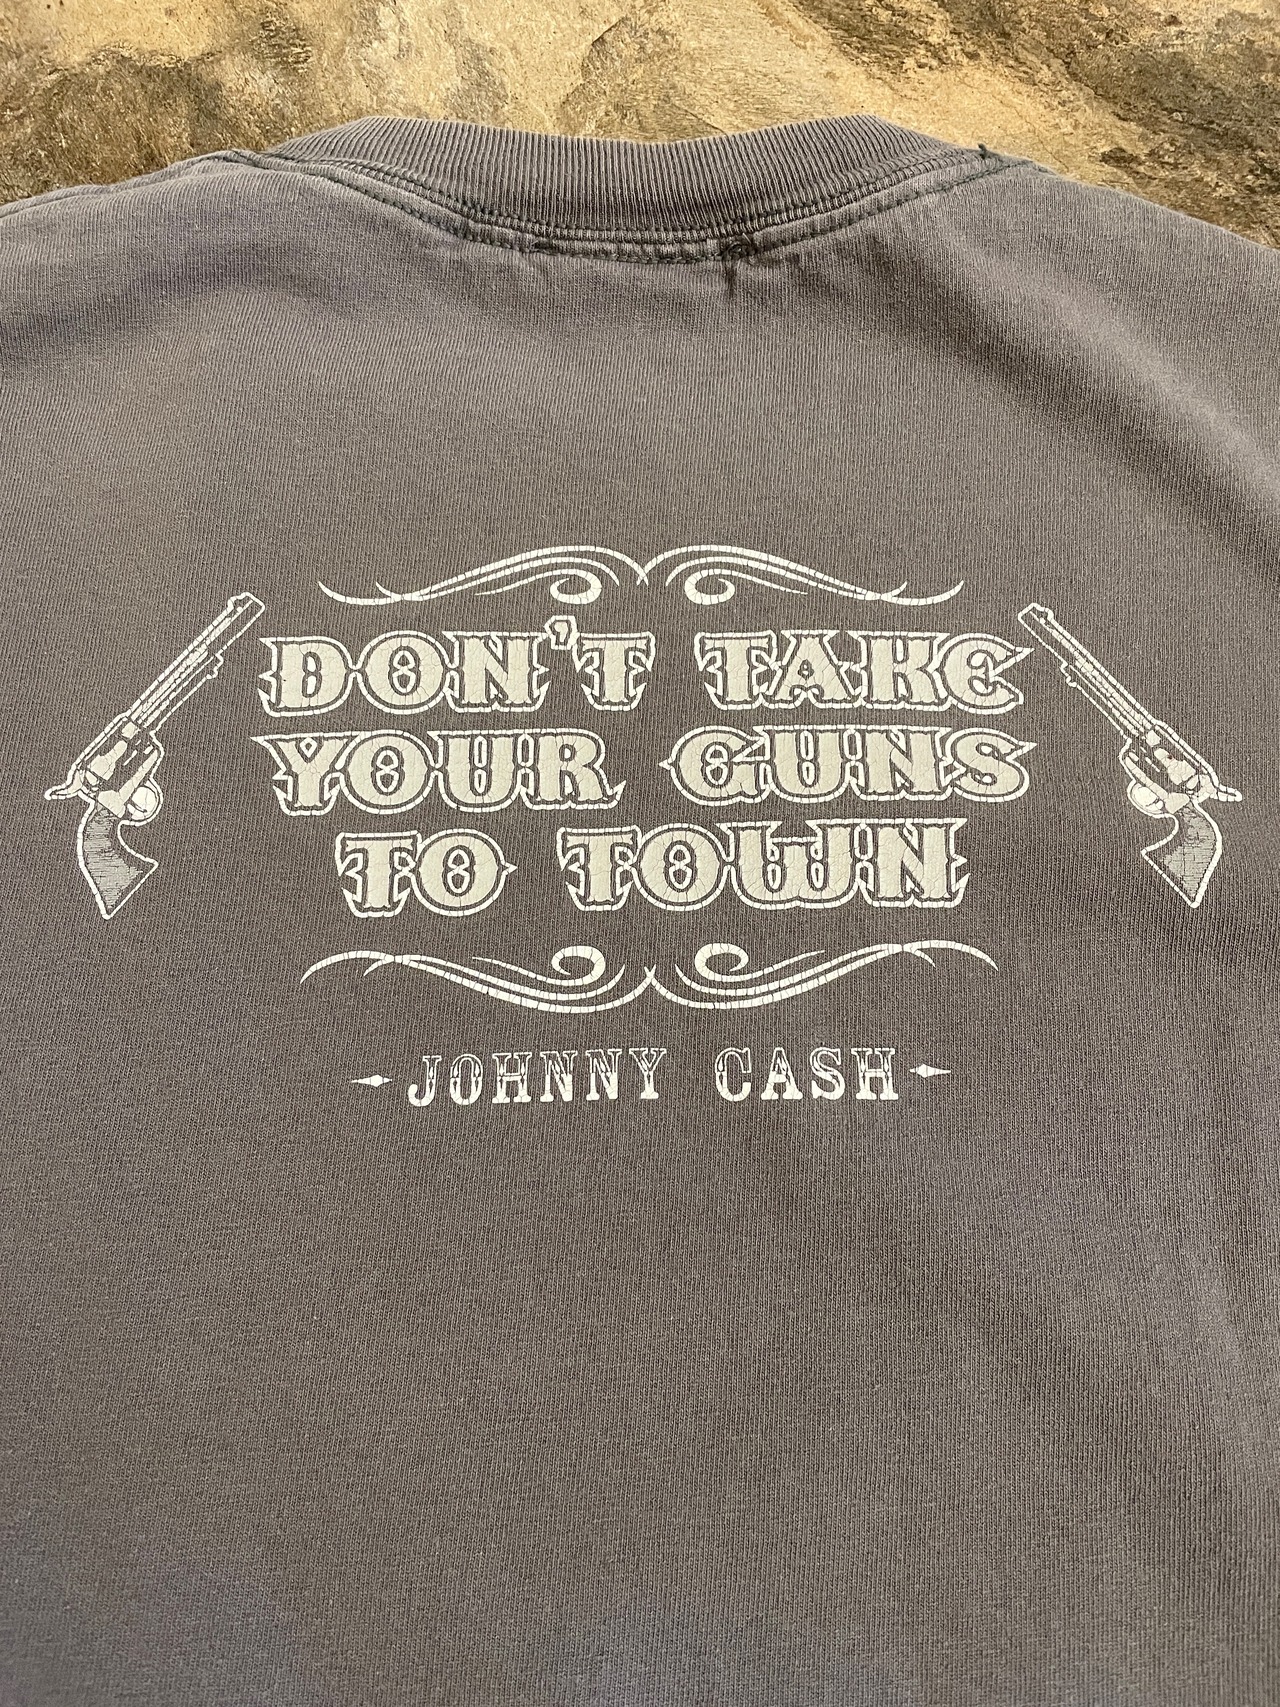 DON'T TAKE
YOUR GUNS
TO TOWN
JOHNNY CASH